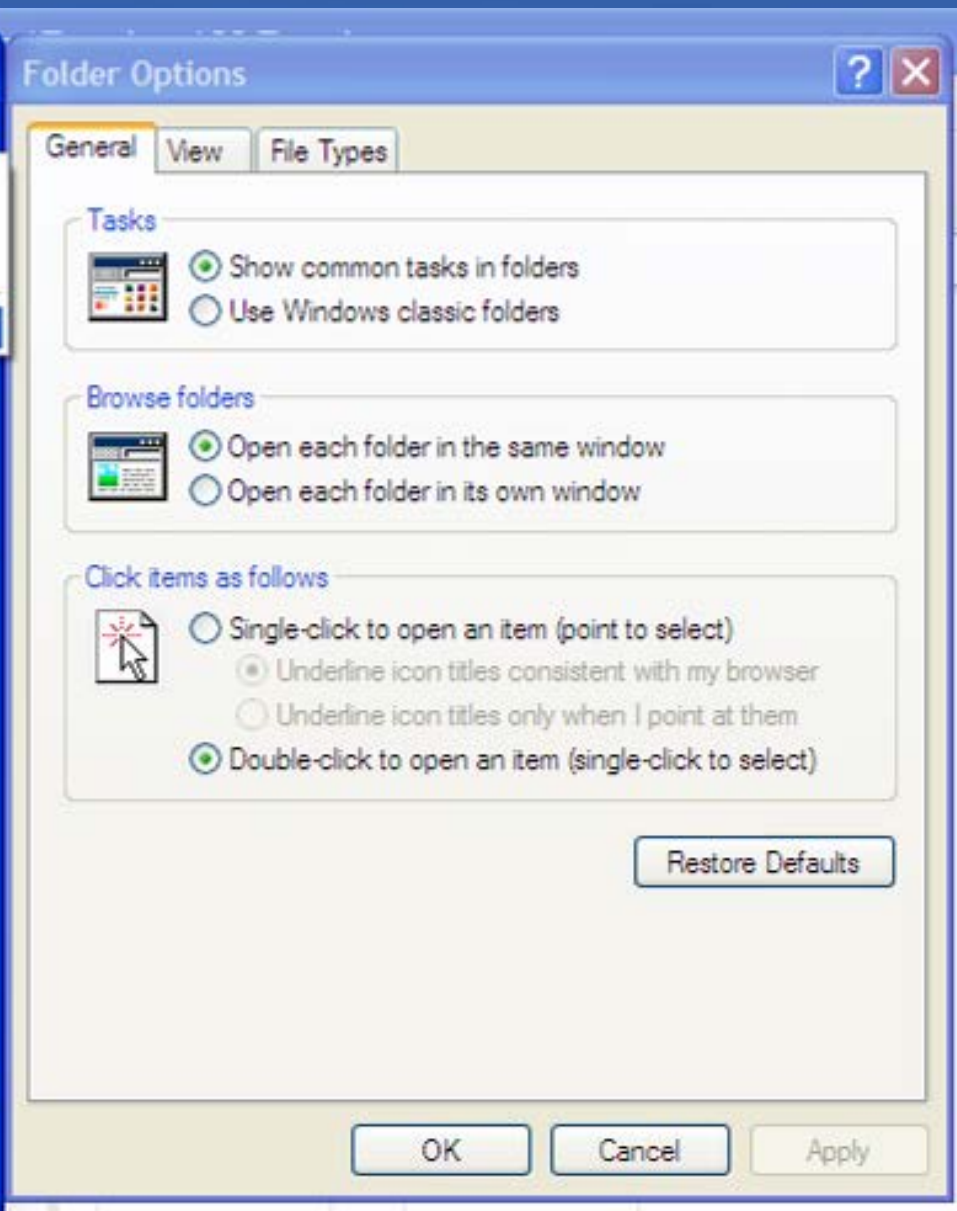 Folder Options
General View File Types
Tasks
Show common tasks in folders
Use Windows classic folders
Browse folders
Open each folder in the same window
Open each folder in its own window
Click items as follows
Single-click to open an item (point to select)
Underline icon titles consistent with my browser
Underline icon titles only when I point at them
Double-click to open an item (single-click to select)
Restore Defaults
OK Cancel Apply